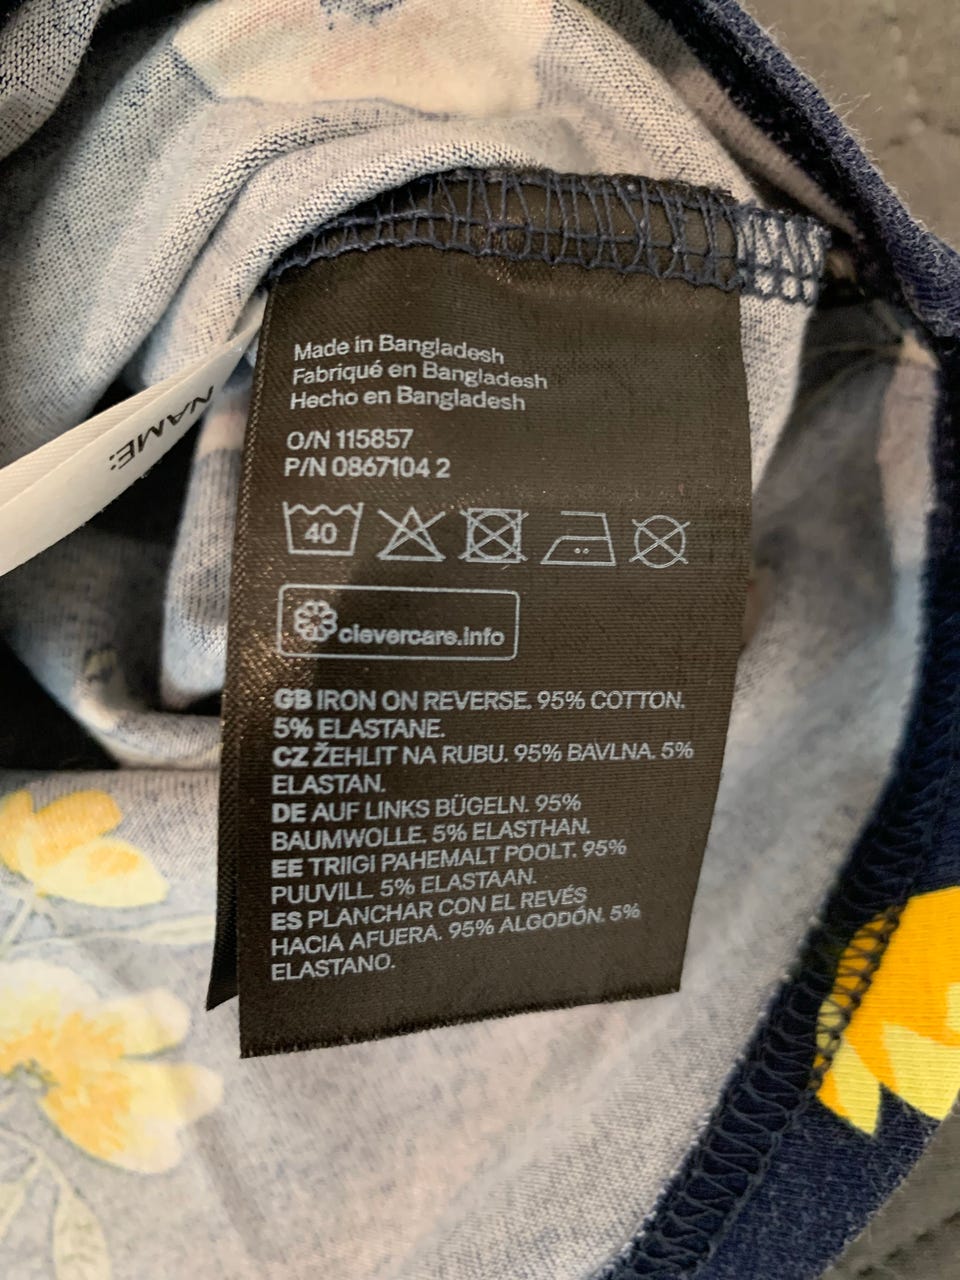 Made in Bangladesh
Fabriqué en Bangladesh
Hecho en Bangladesh
O/N 115857
P/N 0867104 2
40
clevercare.info
GB IRON ON REVERSE. 95% COTTON.
5% ELASTANE.
CZ ŽEHLIT NA RUBU. 95% BAVLNA. 5%
ELASTAN.
DE AUF LINKS BÜGELN. 95%
BAUMWOLLE. 5% ELASTHAN.
EE TRIIGI PAHEMALT POOLT. 95%
PUUVILL. 5% ELASTAAN.
ES PLANCHAR CON EL REVÉS
HACIA AFUERA. 95% ALGODÓN. 5%
ELASTANO.
NAME: